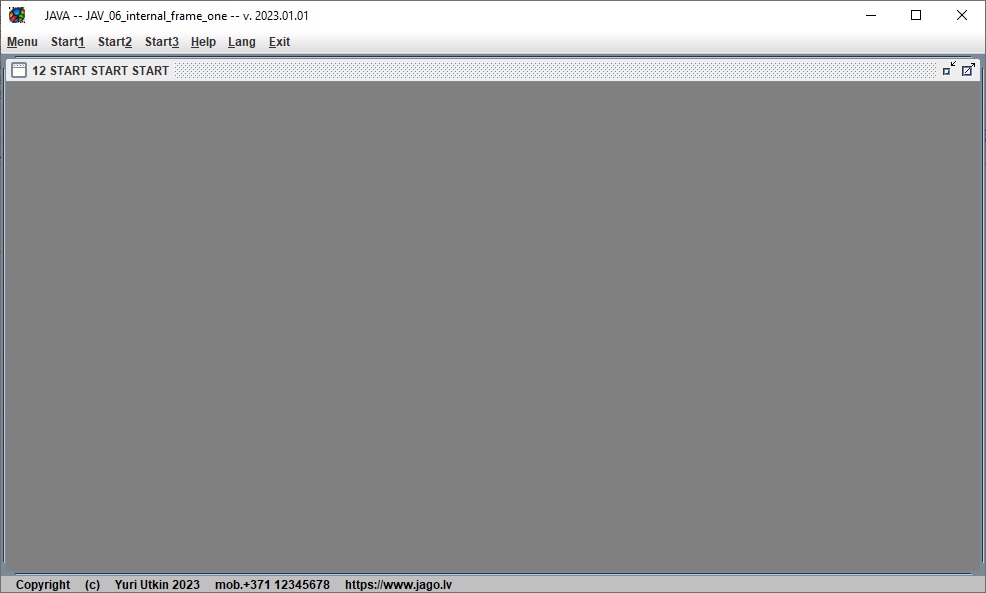 JAVA -- JAV_06_internal_frame_one -- v. 2023.01.01
Menu Start1 Start2 Start3 Help Lang Exit
12 START START START
Copyright (c) Yuri Utkin 2023 mob.+371 12345678 https://www.jago.lv